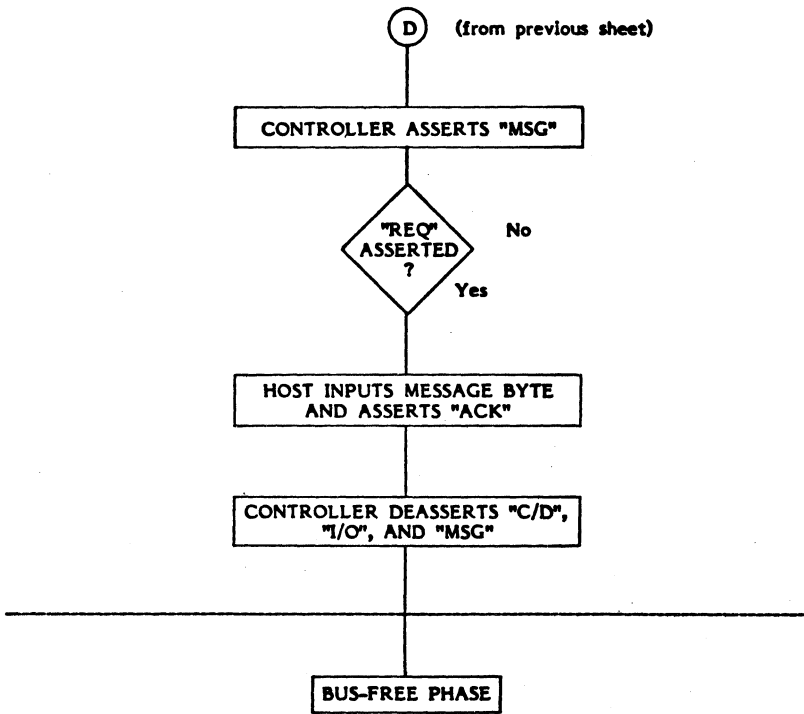 D (from previous sheet)
CONTROLLER ASSERTS "MSG"
"REQ"
ASSERTED
?
No
Yes
HOST INPUTS MESSAGE BYTE
AND ASSERTS "ACK"
CONTROLLER DEASSERTS "C/D",
"I/O", AND "MSG"
BUS-FREE PHASE